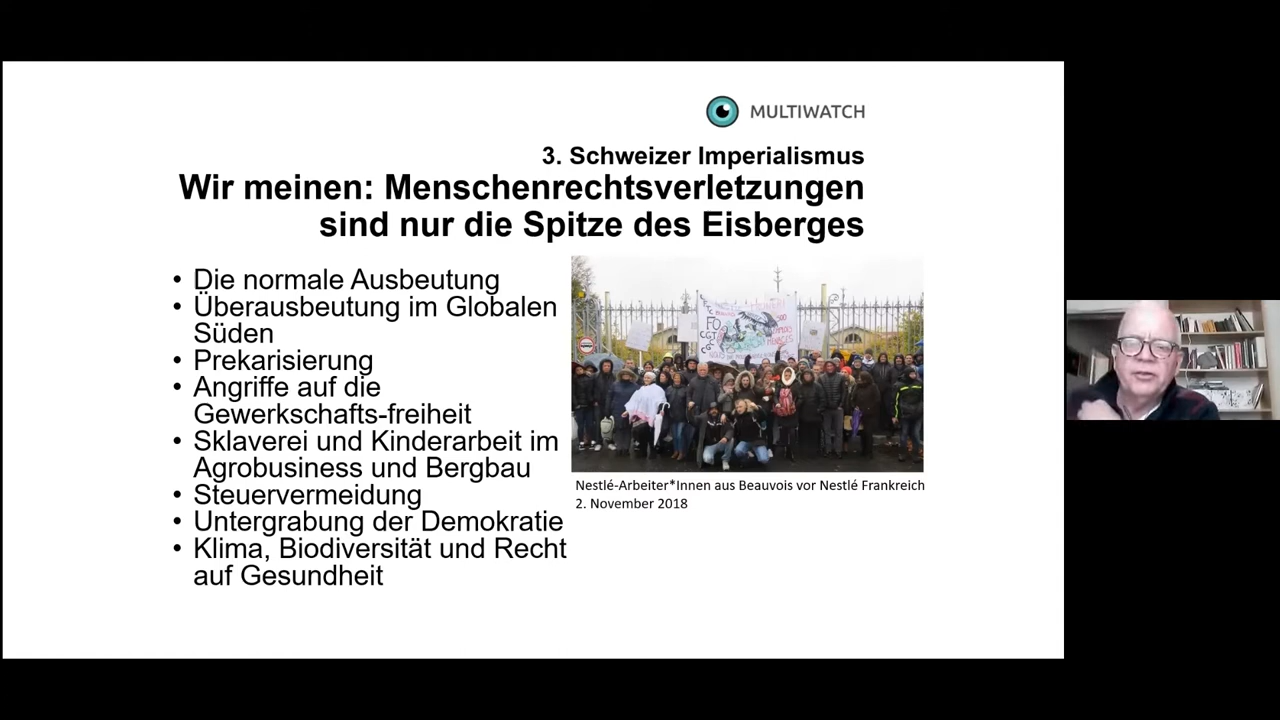 MULTIWATCH
3. Schweizer Imperialismus
Wir meinen: Menschenrechtsverletzungen
sind nur die Spitze des Eisberges
• Die normale Ausbeutung
• Überausbeutung im Globalen
Süden
• Prekarisierung
• Angriffe auf die
Gewerkschafts-freiheit
• Sklaverei und Kinderarbeit im
Agrobusiness und Bergbau
• Steuervermeidung
• Untergrabung der Demokratie
• Klima, Biodiversität und Recht
auf Gesundheit
FO
Nestlé-Arbeiter*Innen aus Beauvois vor Nestlé Frankreich
2. November 2018